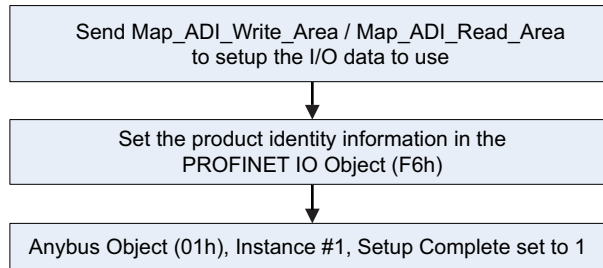 Send Map_ADI_Write_Area / Map_ADI_Read_Area
to setup the I/O data to use
Set the product identity information in the
PROFINET IO Object (F6h)
Anybus Object (01h), Instance #1, Setup Complete set to 1